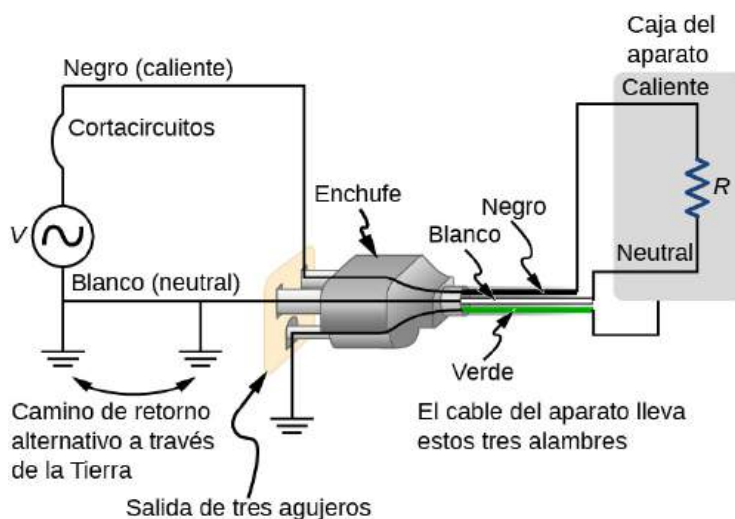 Caja del
aparato
Negro (caliente)
Caliente
Cortacircuitos
Enchufe
R
Negro
V
Blanco
Neutral
Blanco (neutral)
Verde
Camino de retorno
alternativo a través
de la Tierra
El cable del aparato lleva
estos tres alambres
Salida de tres agujeros